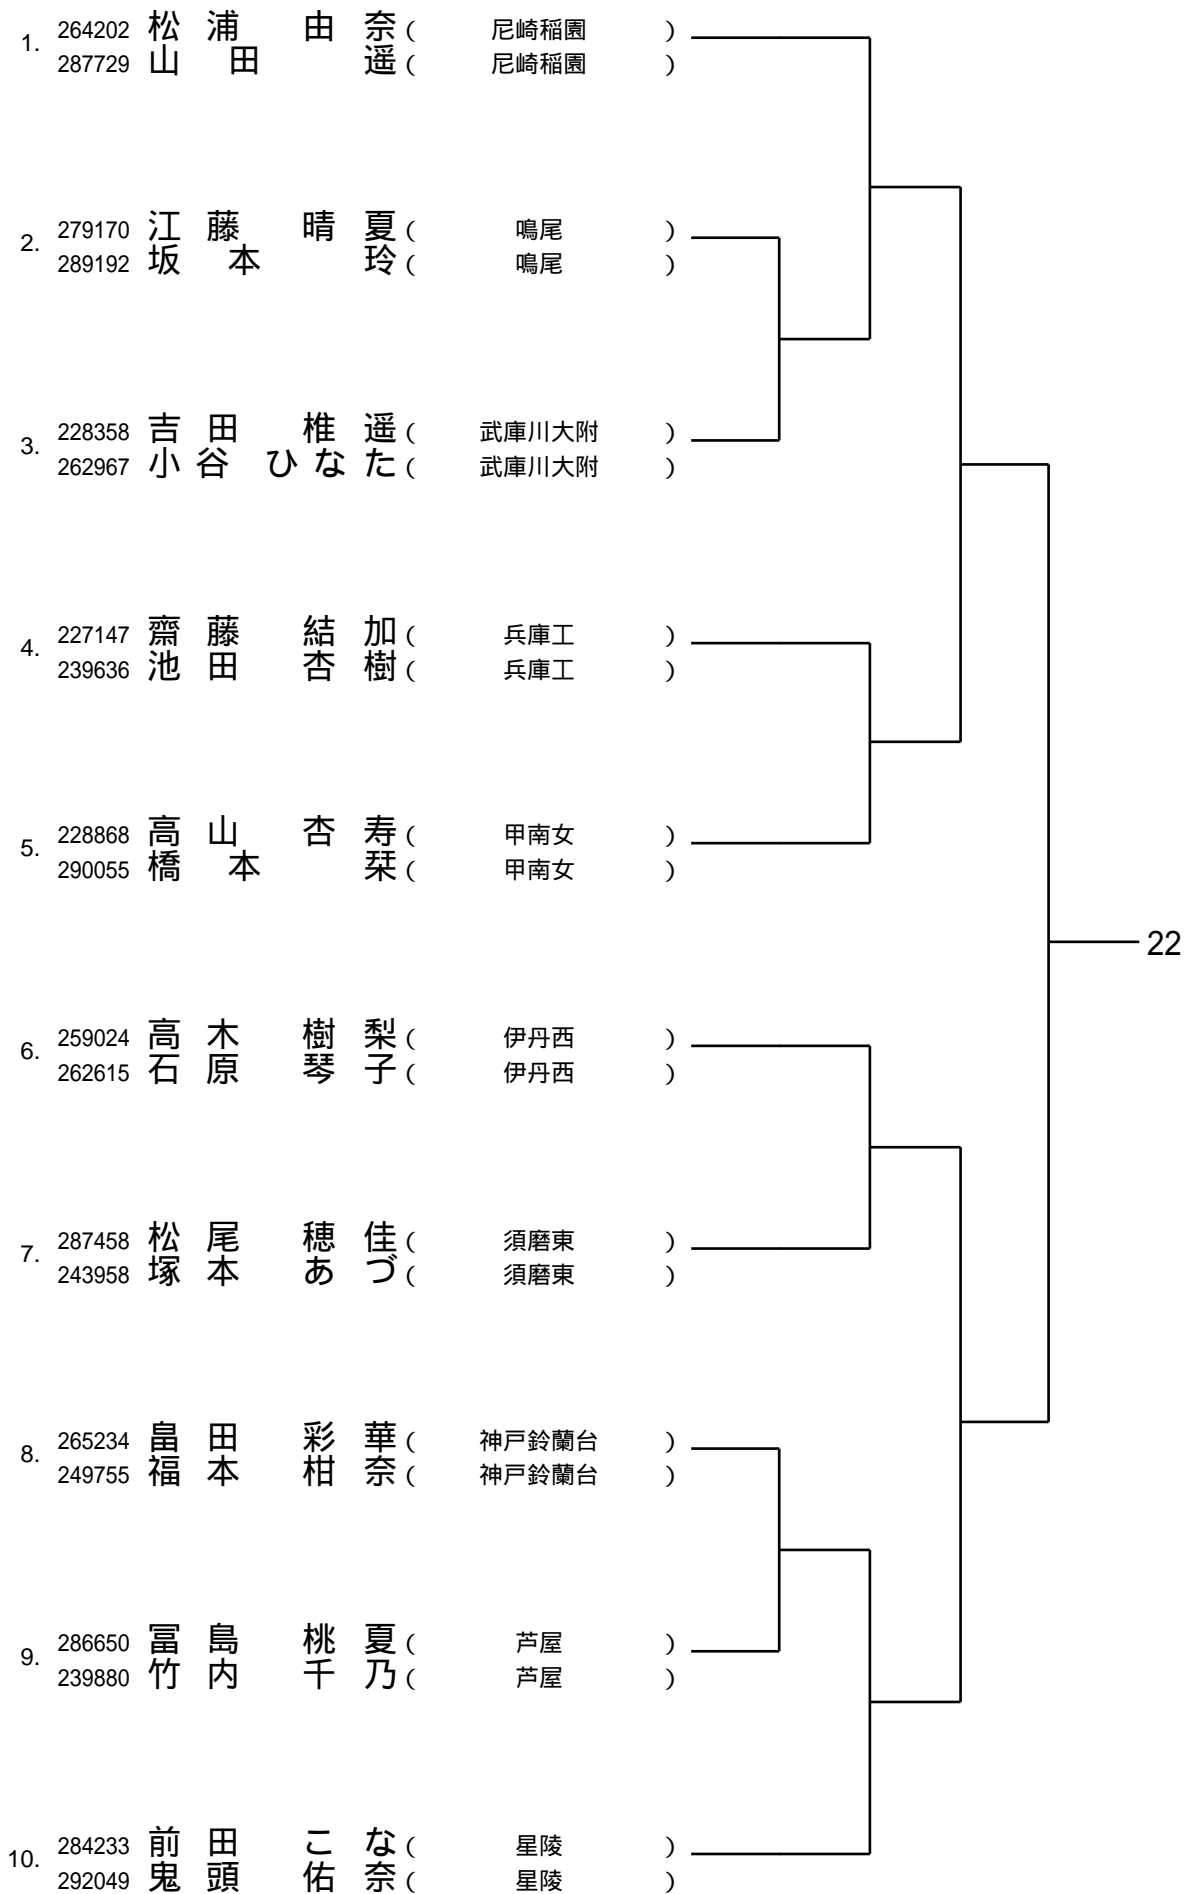 1. 264202 松浦 由奈 ( 尼崎稲園 )
287729 山田 遥 ( 尼崎稲園 )
2. 279170 江藤 晴夏 ( 鳴尾 )
289192 坂本 玲 ( 鳴尾 )
3. 228358 吉田 椎遥 ( 武庫川大附 )
262967 小谷 ひなた ( 武庫川大附 )
4. 227147 齋藤 結加 ( 兵庫工 )
239636 池田 杏樹 ( 兵庫工 )
5. 228868 高山 杏寿 ( 甲南女 )
290055 橋本 栞 ( 甲南女 )
22
6. 259024 高木 樹梨 ( 伊丹西 )
262615 石原 琴子 ( 伊丹西 )
7. 287458 松尾 穂佳 ( 須磨東 )
243958 塚本 あづ ( 須磨東 )
8. 265234 畠田 彩華 ( 神戸鈴蘭台 )
249755 福本 柑奈 ( 神戸鈴蘭台 )
9. 286650 冨島 桃夏 ( 芦屋 )
239880 竹内 千乃 ( 芦屋 )
10. 284233 前田 こな ( 星陵 )
292049 鬼頭 佑奈 ( 星陵 )